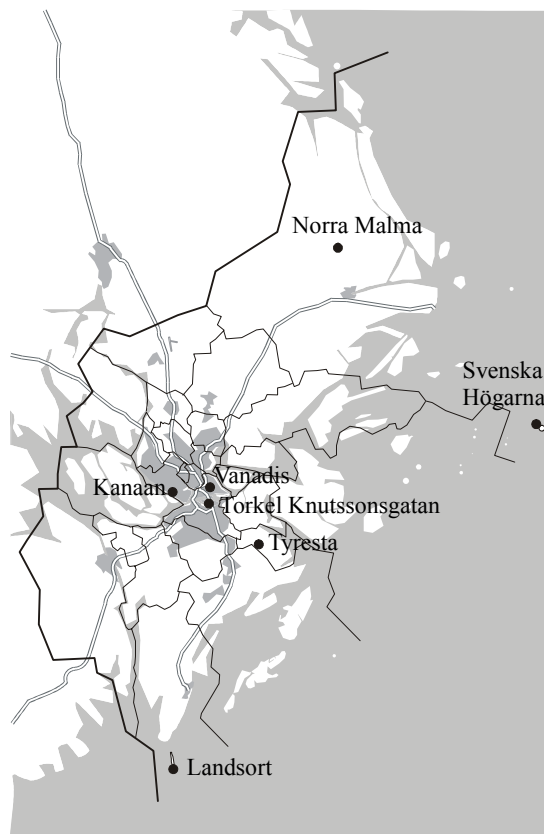 Norra Malma
Svenska
Högarna
Vanadis
Kanaan
Torkel Knutssonsgatan
Tyresta
Landsort